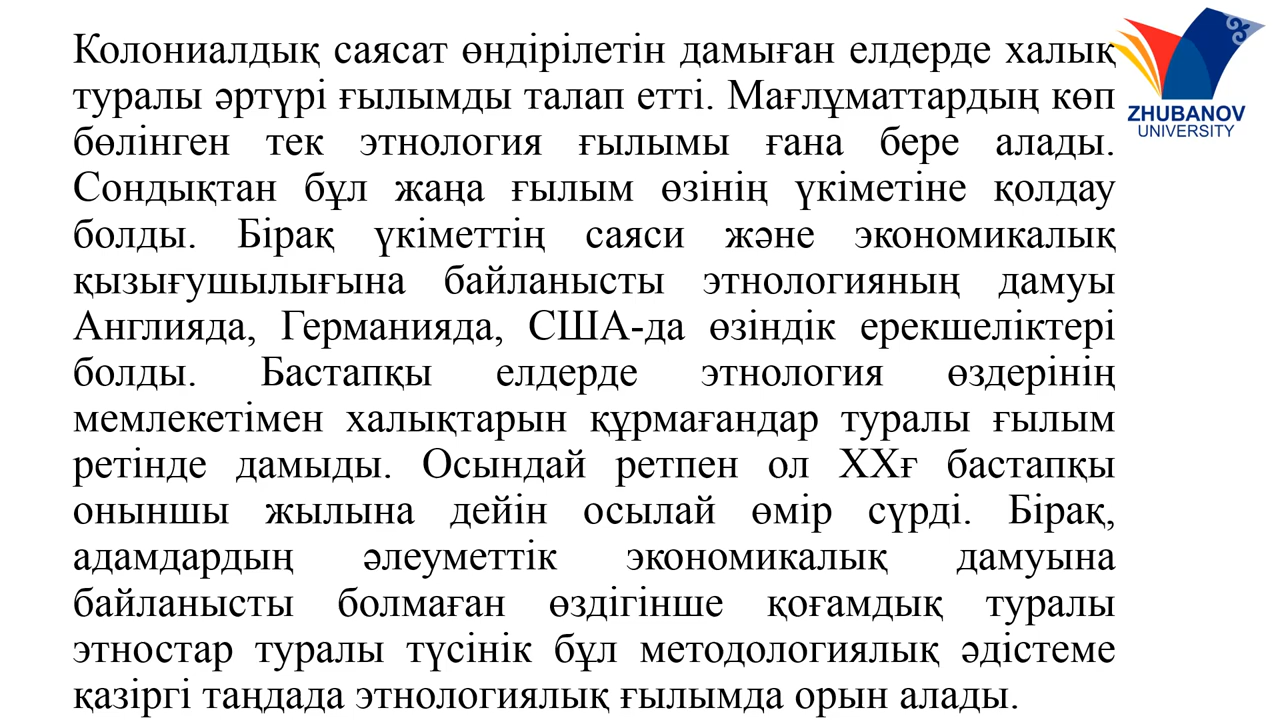 Колониалдық саясат өндірілетін дамыған елдерде халық
туралы әртүрі ғылымды талап етті. Мағлұматтардың көп
бөлінген тек этнология ғылымы ғана бере алады.
Сондықтан бұл жаңа ғылым өзінің үкіметіне қолдау
болды. Бірақ үкіметтің саяси және экономикалық
қызығушылығына байланысты этнологияның дамуы
Англияда, Германияда, США-да өзіндік ерекшеліктері
болды. Бастапқы елдерде этнология өздерінің
мемлекетімен халықтарын құрмағандар туралы ғылым
ретінде дамыды. Осындай ретпен ол XXғ бастапқы
оныншы жылына дейін осылай өмір сүрді. Бірақ,
адамдардың әлеуметтік экономикалық дамуына
байланысты болмаған өздігінше қоғамдық туралы
этностар туралы түсінік бұл методологиялық әдістеме
қазіргі таңдада этнологиялық ғылымда орын алады.
ZHUBANOV
UNIVERSITY